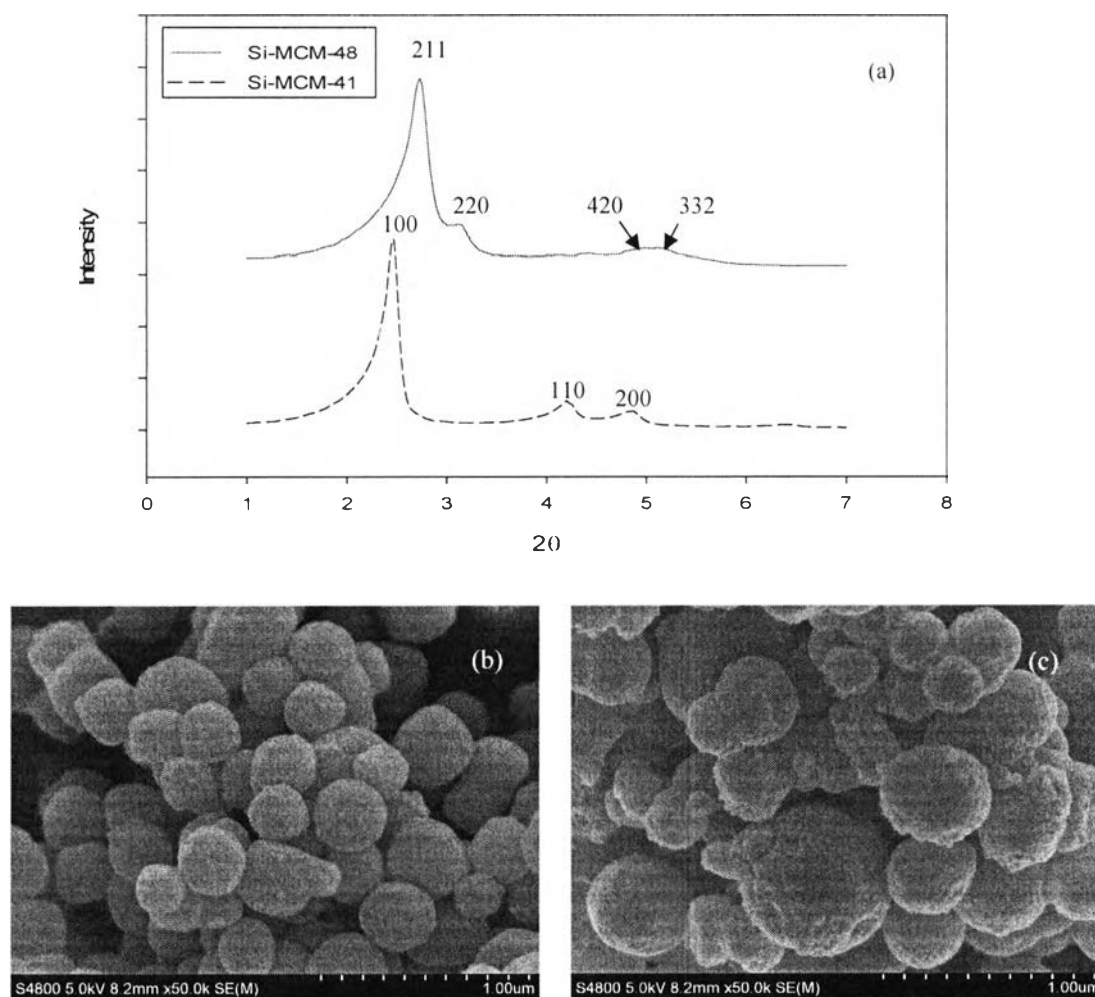 Si-MCM-48
Si-MCM-41
(a)
211
220
420
332
100
110
200
Intensity
0 1 2 3 4 5 6 7 8
2θ
(b)
(c)
S4800 5.0kV 8.2mm x50.0k SE(M) 1.00um
S4800 5.0kV 8.2mm x50.0k SE(M) 1.00um